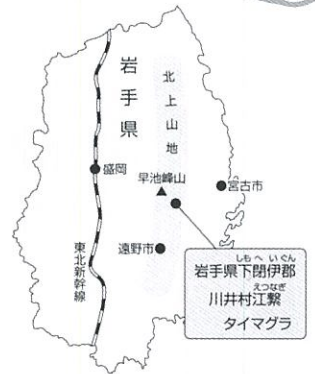 岩手県
北上山地
盛岡
早池峰山
宮古市
遠野市
東北新幹線
しもへいぐん
岩手県下閉伊郡
えつなぎ
川井村江繋
タイマグラ